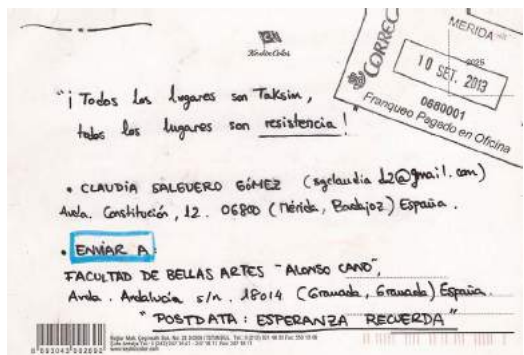 CORREOS
MERIDA
10 SET. 2013
0680001
Franqueo Pagado en Oficina
"¡Todos los lugares son Taksim,
todos los lugares son resistencia!"
• CLAUDIA SALGUERO GÓMEZ (sgclaudia12@gmail.com)
Avda. Constitución, 12. 06800 (Mérida, Badajoz) España.
• ENVIAR A:
FACULTAD DE BELLAS ARTES "ALONSO CANO",
Avda. Andalucía s/n. 18014 (Granada, Granada) España.
"POSTDATA: ESPERANZA RECUERDA"